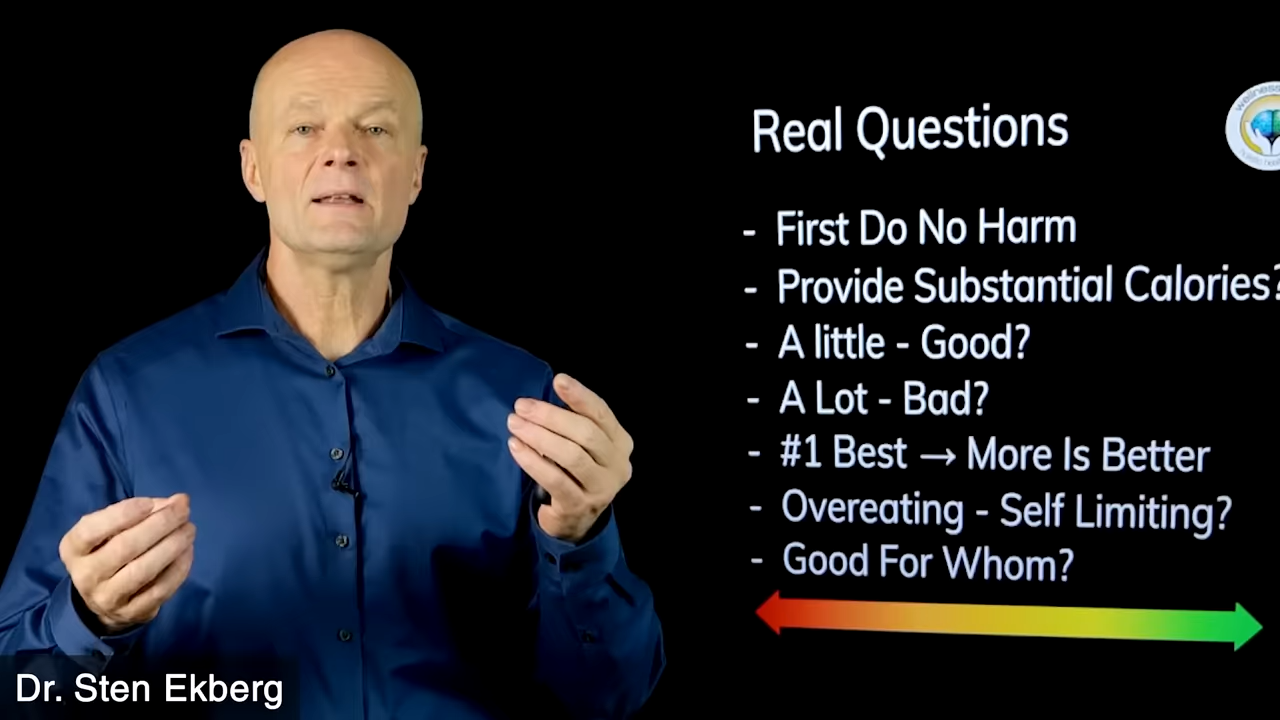 Real Questions
wellness
- First Do No Harm
- Provide Substantial Calories?
- A little - Good?
- A Lot - Bad?
- #1 Best → More Is Better
- Overeating - Self Limiting?
- Good For Whom?
Dr. Sten Ekberg